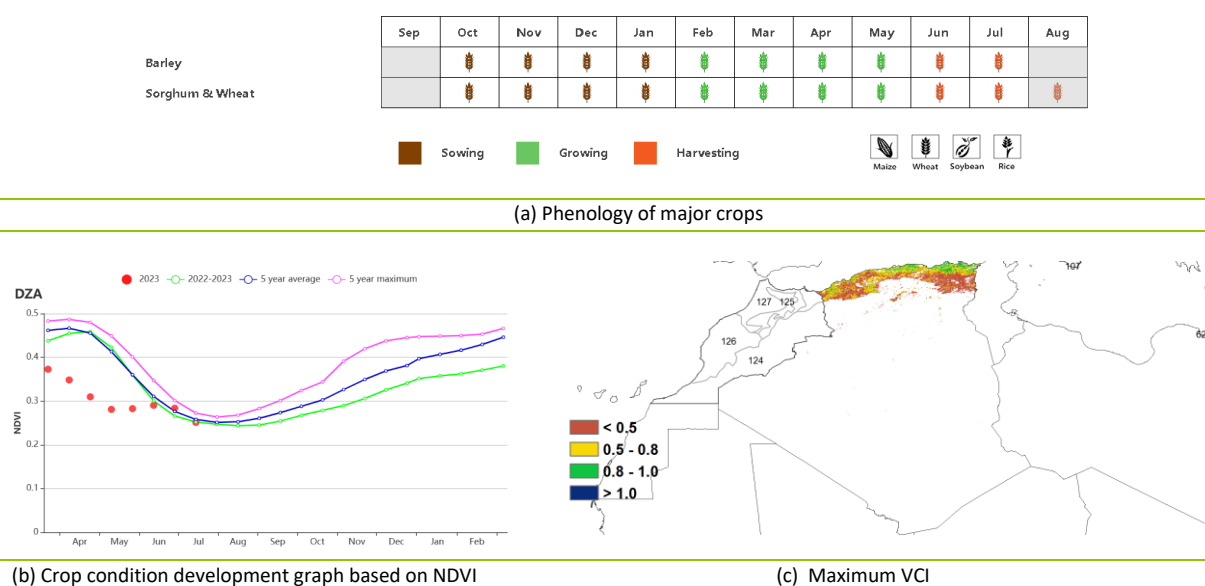 Sep Oct Nov Dec Jan Feb Mar Apr May Jun Jul Aug
Barley
Sorghum & Wheat
Sowing Growing Harvesting
Maize Wheat Soybean Rice
(a) Phenology of major crops
2023 2022-2023 5 year average 5 year maximum
DZA
0.5
0.4
0.3
0.2
0.1
0
NDVI
Apr May Jun Jul Aug Sep Oct Nov Dec Jan Feb
107
127 125
126
124
62
< 0.5
0.5 - 0.8
0.8 - 1.0
> 1.0
(b) Crop condition development graph based on NDVI
(c) Maximum VCI